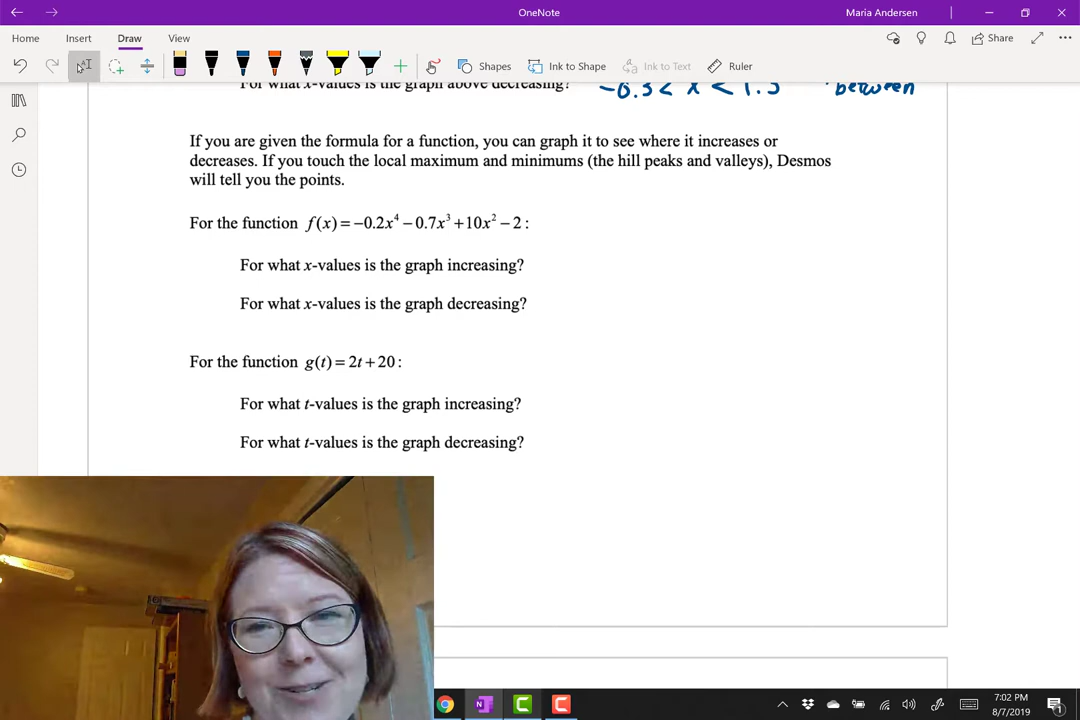 OneNote
Maria Andersen
Home Insert Draw View
Share
Shapes Ink to Shape Ink to Text Ruler
For what x-values is the graph above decreasing? -0.3 < x < 1.5 between
If you are given the formula for a function, you can graph it to see where it increases or
decreases. If you touch the local maximum and minimums (the hill peaks and valleys), Desmos
will tell you the points.
For the function f(x) = −0.2x⁴ − 0.7x³ + 10x² − 2 :
For what x-values is the graph increasing?
For what x-values is the graph decreasing?
For the function g(t) = 2t + 20 :
For what t-values is the graph increasing?
For what t-values is the graph decreasing?
7:02 PM
8/7/2019